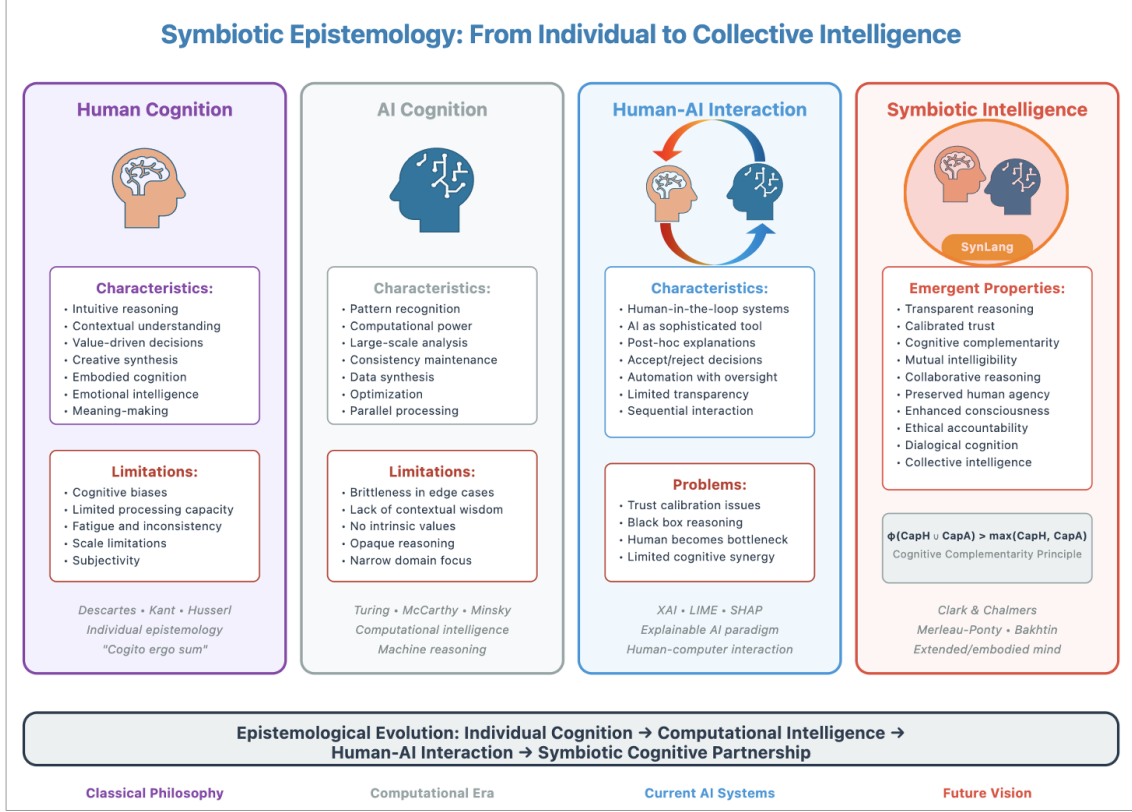 Symbiotic Epistemology: From Individual to Collective Intelligence
Human Cognition
Characteristics:
• Intuitive reasoning
• Contextual understanding
• Value-driven decisions
• Creative synthesis
• Embodied cognition
• Emotional intelligence
• Meaning-making
Limitations:
• Cognitive biases
• Limited processing capacity
• Fatigue and inconsistency
• Scale limitations
• Subjectivity
Descartes • Kant • Husserl
Individual epistemology
"Cogito ergo sum"
AI Cognition
Characteristics:
• Pattern recognition
• Computational power
• Large-scale analysis
• Consistency maintenance
• Data synthesis
• Optimization
• Parallel processing
Limitations:
• Brittleness in edge cases
• Lack of contextual wisdom
• No intrinsic values
• Opaque reasoning
• Narrow domain focus
Turing • McCarthy • Minsky
Computational intelligence
Machine reasoning
Human-AI Interaction
Characteristics:
• Human-in-the-loop systems
• AI as sophisticated tool
• Post-hoc explanations
• Accept/reject decisions
• Automation with oversight
• Limited transparency
• Sequential interaction
Problems:
• Trust calibration issues
• Black box reasoning
• Human becomes bottleneck
• Limited cognitive synergy
XAI • LIME • SHAP
Explainable AI paradigm
Human-computer interaction
Symbiotic Intelligence
SynLang
Emergent Properties:
• Transparent reasoning
• Calibrated trust
• Cognitive complementarity
• Mutual intelligibility
• Collaborative reasoning
• Preserved human agency
• Enhanced consciousness
• Ethical accountability
• Dialogical cognition
• Collective intelligence
Φ(CapH ∪ CapA) > max(CapH, CapA)
Cognitive Complementarity Principle
Clark & Chalmers
Merleau-Ponty • Bakhtin
Extended/embodied mind
Epistemological Evolution: Individual Cognition → Computational Intelligence →
Human-AI Interaction → Symbiotic Cognitive Partnership
Classical Philosophy
Computational Era
Current AI Systems
Future Vision